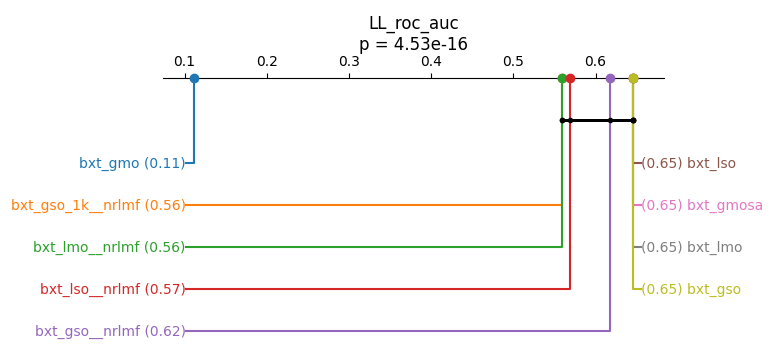 LL_roc_auc
p = 4.53e-16
0.1 0.2 0.3 0.4 0.5 0.6
bxt_gmo (0.11) (0.65) bxt_lso
bxt_gso_1k__nrlmf (0.56) (0.65) bxt_gmosa
bxt_lmo__nrlmf (0.56) (0.65) bxt_lmo
bxt_lso__nrlmf (0.57) (0.65) bxt_gso
bxt_gso__nrlmf (0.62)